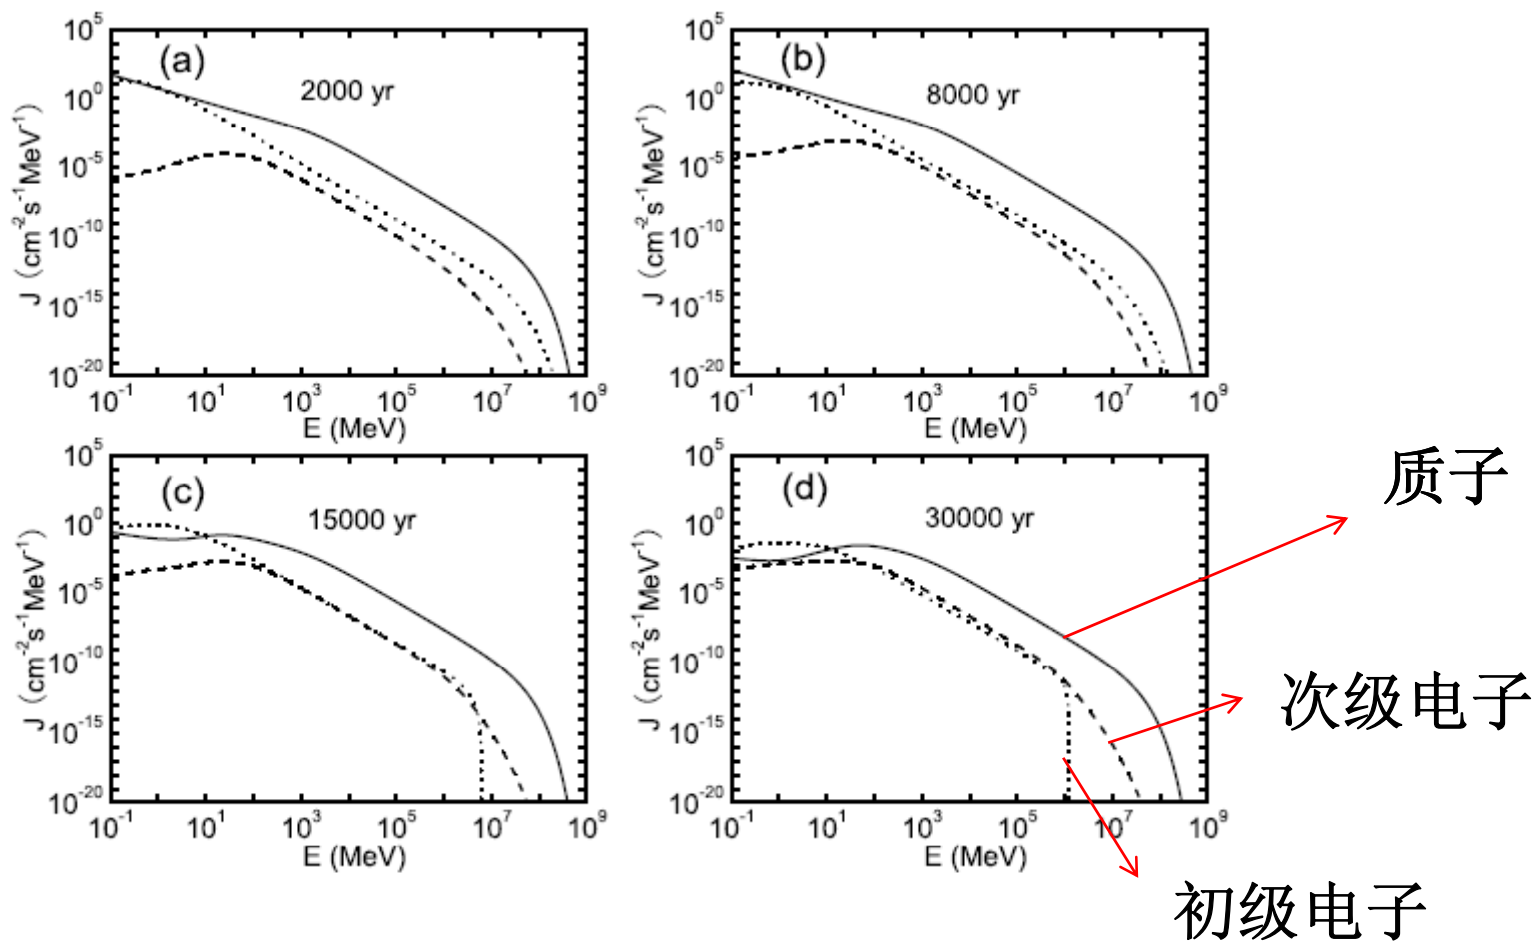 (a)
2000 yr
J (cm⁻²s⁻¹MeV⁻¹)
10⁵
10⁰
10⁻⁵
10⁻¹⁰
10⁻¹⁵
10⁻²⁰
10⁻¹ 10¹ 10³ 10⁵ 10⁷ 10⁹
E (MeV)
(b)
8000 yr
J (cm⁻²s⁻¹MeV⁻¹)
10⁵
10⁰
10⁻⁵
10⁻¹⁰
10⁻¹⁵
10⁻²⁰
10⁻¹ 10¹ 10³ 10⁵ 10⁷ 10⁹
E (MeV)
(c)
15000 yr
J (cm⁻²s⁻¹MeV⁻¹)
10⁵
10⁰
10⁻⁵
10⁻¹⁰
10⁻¹⁵
10⁻²⁰
10⁻¹ 10¹ 10³ 10⁵ 10⁷ 10⁹
E (MeV)
(d)
30000 yr
J (cm⁻²s⁻¹MeV⁻¹)
10⁵
10⁰
10⁻⁵
10⁻¹⁰
10⁻¹⁵
10⁻²⁰
10⁻¹ 10¹ 10³ 10⁵ 10⁷ 10⁹
E (MeV)
质子
次级电子
初级电子